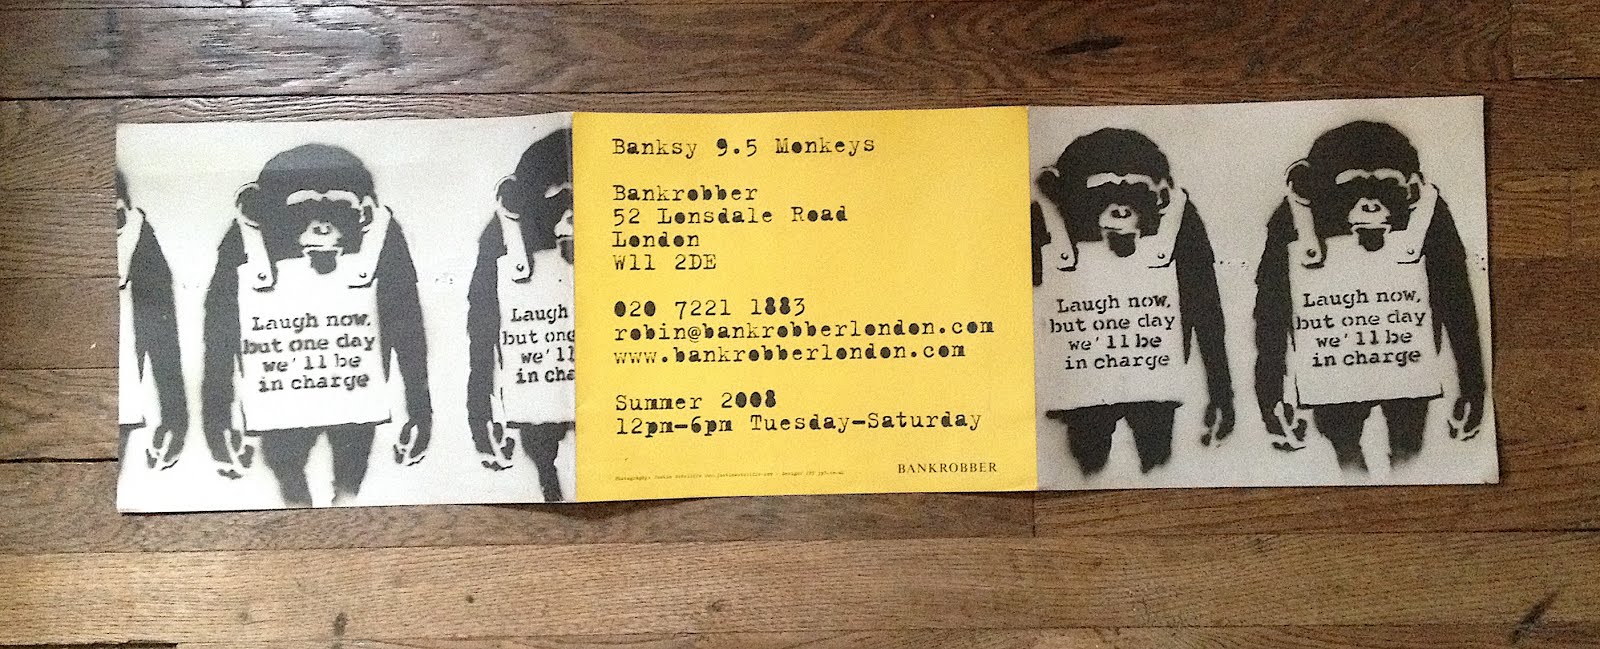 Laugh now,
but one day
we'll be
in charge
Laugh now,
but one
we'll
in cha
Banksy 9.5 Monkeys
Bankrobber
52 Lonsdale Road
London
W11 2DE
020 7221 1883
robin@bankrobberlondon.com
www.bankrobberlondon.com
Summer 2008
12pm-6pm Tuesday-Saturday
BANKROBBER
Laugh now,
but one day
we'll be
in charge
Laugh now,
but one day
we'll be
in charge